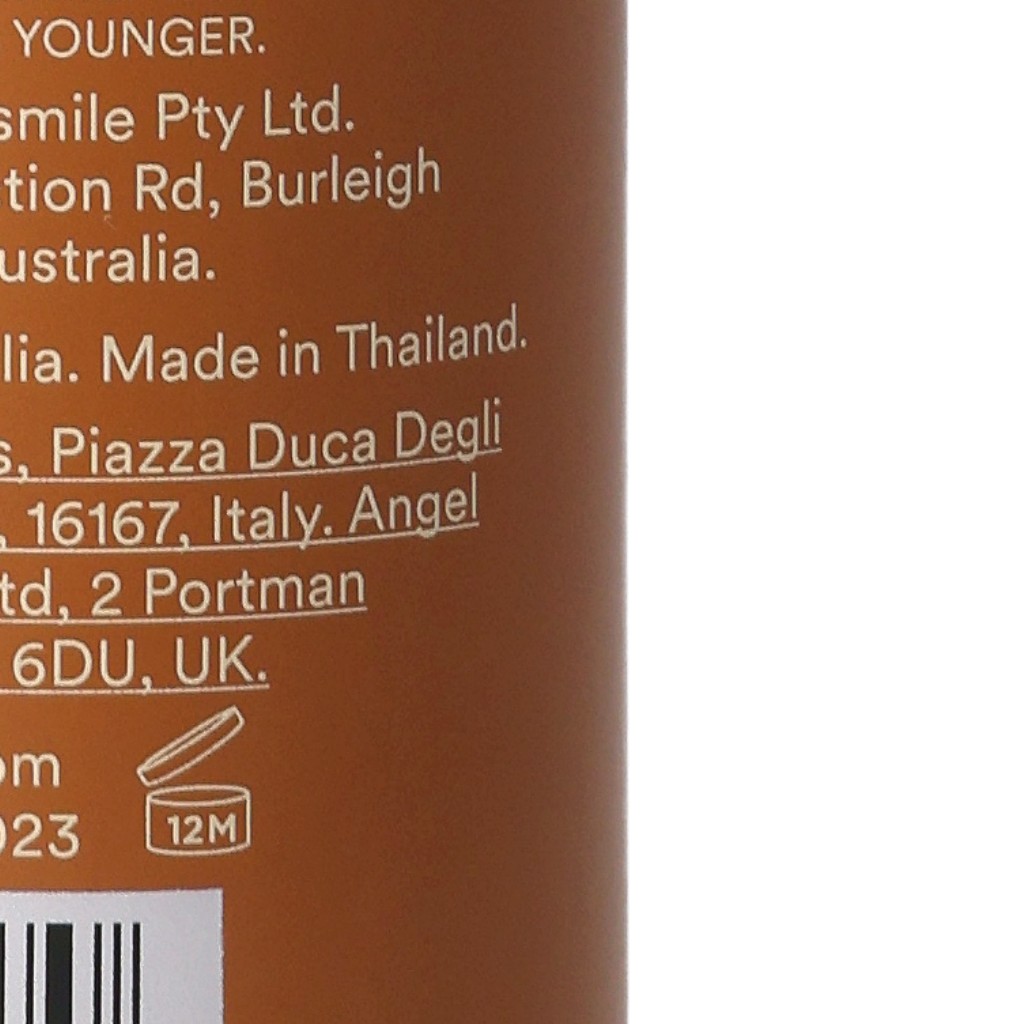 YOUNGER.
smile Pty Ltd.
tion Rd, Burleigh
ustralia.
lia. Made in Thailand.
s, Piazza Duca Degli
, 16167, Italy. Angel
td, 2 Portman
6DU, UK.
om
023
12M